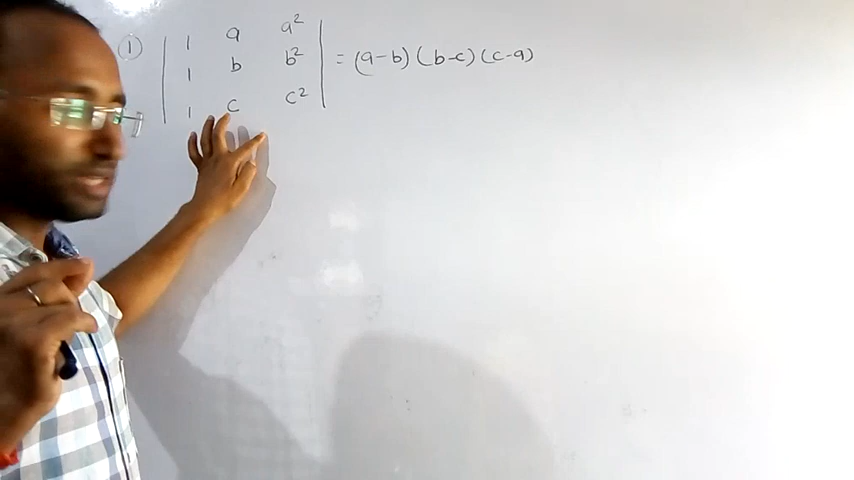 ① | 1 a a² |
| 1 b b² | = (a-b) (b-c) (c-a)
| 1 c c² |